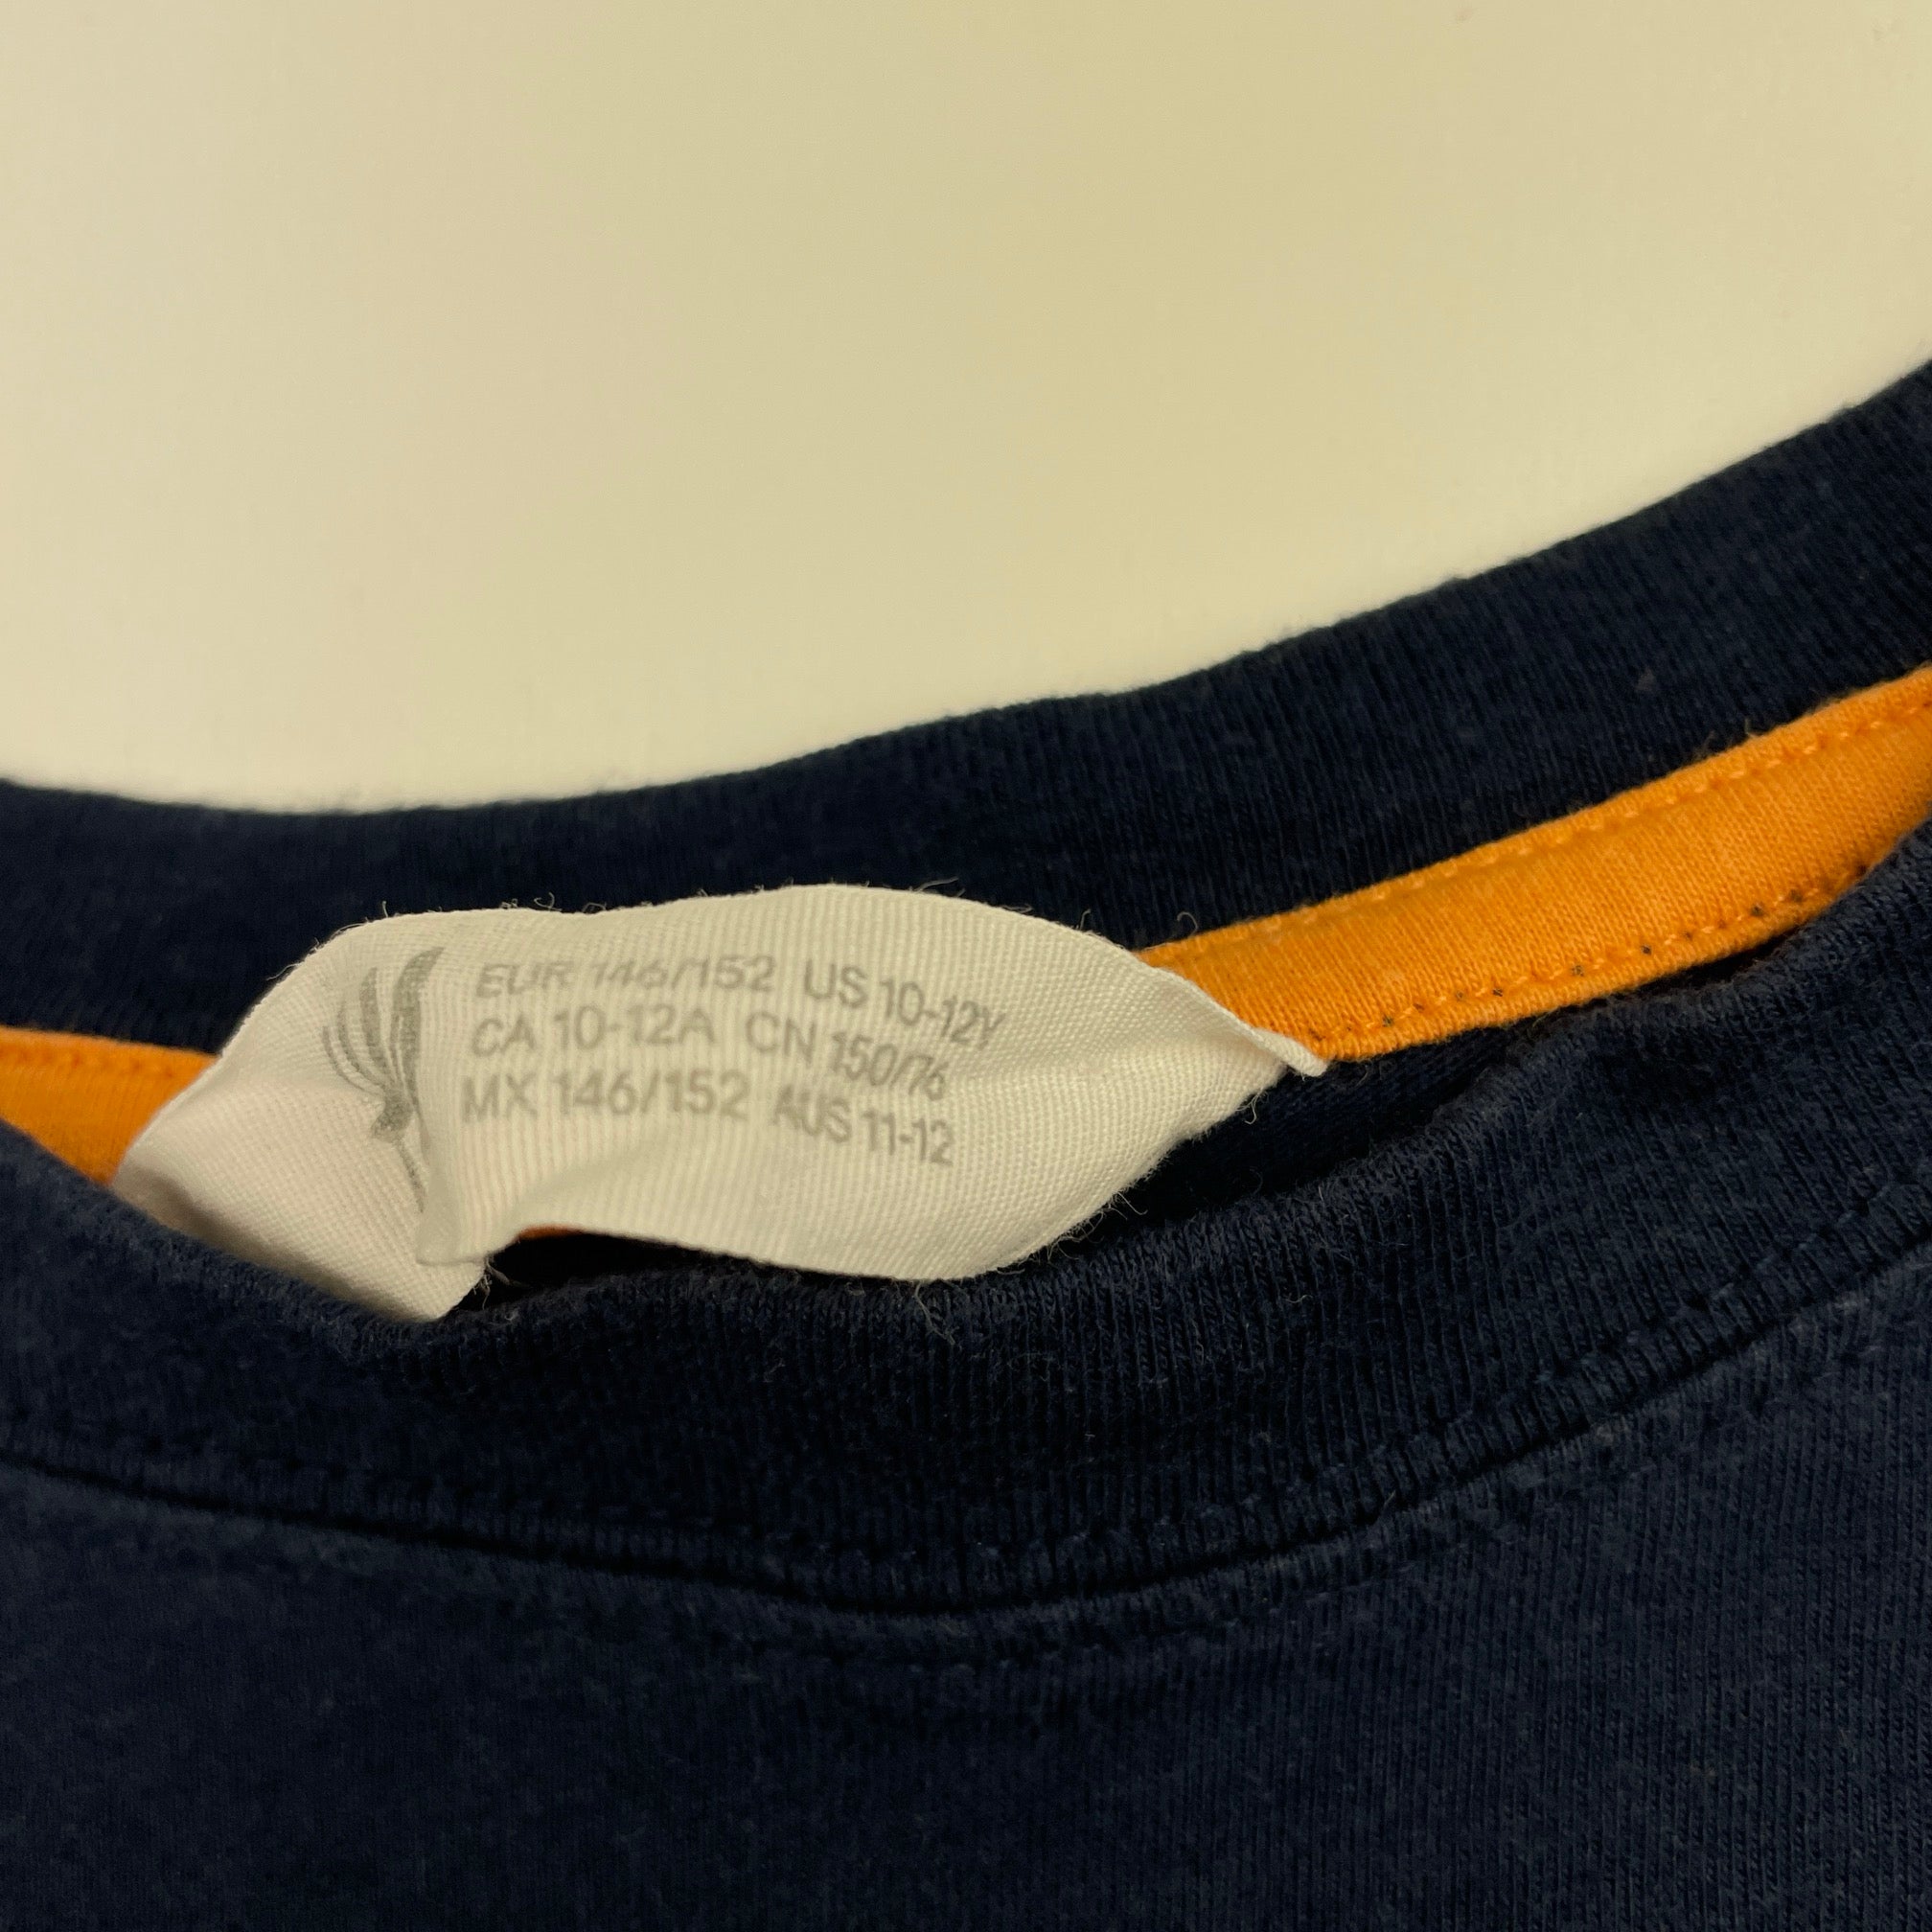 EUR 146/152 US 10-12Y
CA 10-12A CN 150/76
MX 146/152 AUS 11-12